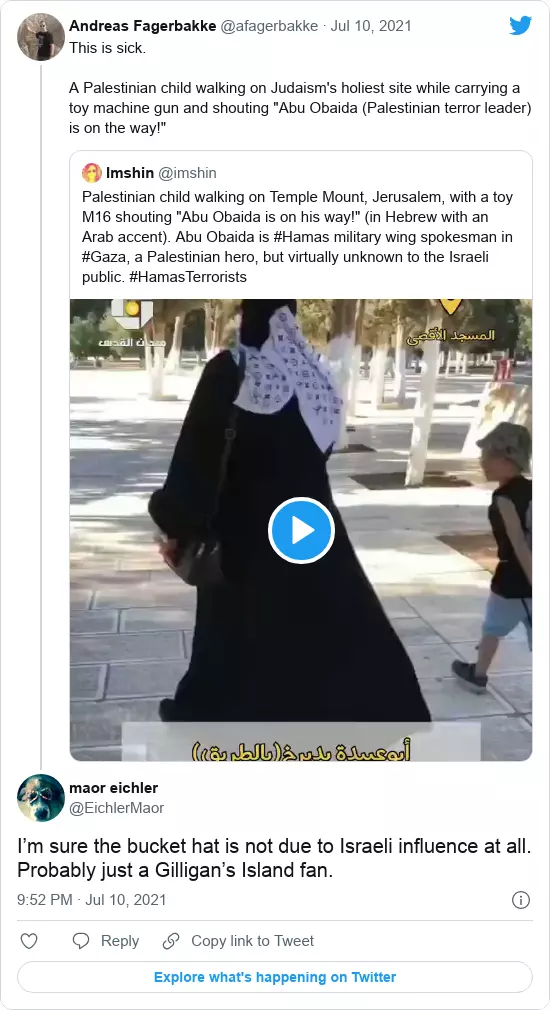 Andreas Fagerbakke @afagerbakke · Jul 10, 2021
This is sick.
A Palestinian child walking on Judaism's holiest site while carrying a
toy machine gun and shouting "Abu Obaida (Palestinian terror leader)
is on the way!"
Imshin @imshin
Palestinian child walking on Temple Mount, Jerusalem, with a toy
M16 shouting "Abu Obaida is on his way!" (in Hebrew with an
Arab accent). Abu Obaida is #Hamas military wing spokesman in
#Gaza, a Palestinian hero, but virtually unknown to the Israeli
public. #HamasTerrorists
المسجد الأقصى
ميدان القدس
أبو عبيدة بديرخ (بالطريق)
maor eichler
@EichlerMaor
I’m sure the bucket hat is not due to Israeli influence at all.
Probably just a Gilligan’s Island fan.
9:52 PM · Jul 10, 2021
Reply
Copy link to Tweet
Explore what's happening on Twitter